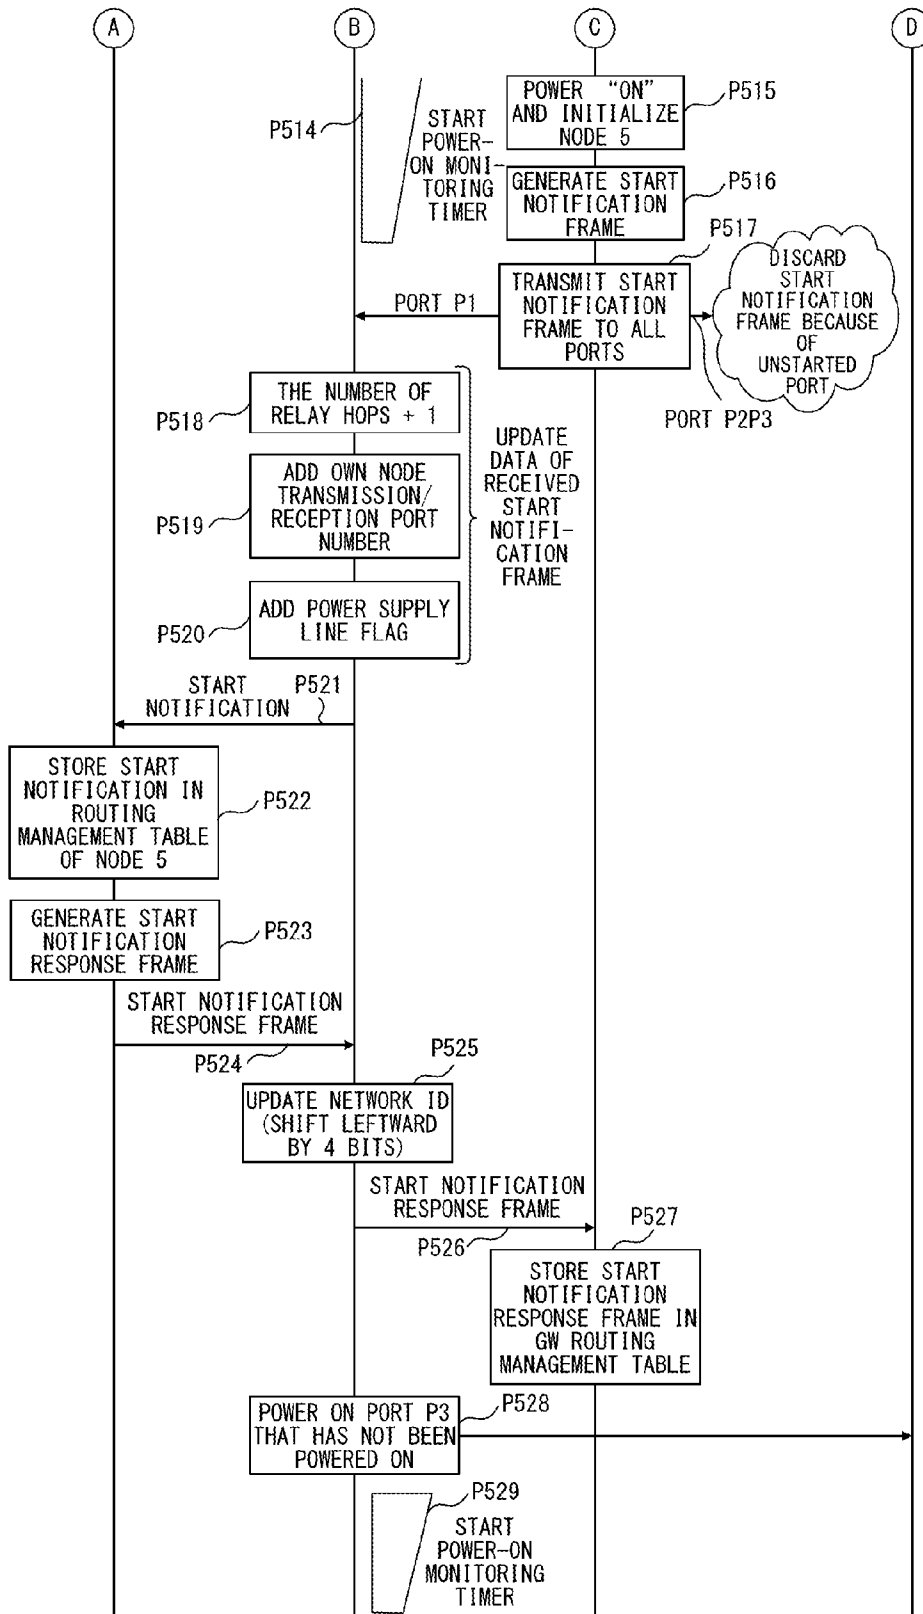 A
B
C
D
P514
START
POWER-
ON MONI-
TORING
TIMER
POWER "ON"
AND INITIALIZE
NODE 5
P515
GENERATE START
NOTIFICATION
FRAME
P516
P517
TRANSMIT START
NOTIFICATION
FRAME TO ALL
PORTS
PORT P1
DISCARD
START
NOTIFICATION
FRAME BECAUSE
OF
UNSTARTED
PORT
PORT P2P3
THE NUMBER OF
RELAY HOPS + 1
P518
ADD OWN NODE
TRANSMISSION/
RECEPTION PORT
NUMBER
P519
ADD POWER SUPPLY
LINE FLAG
P520
UPDATE
DATA OF
RECEIVED
START
NOTIFI-
CATION
FRAME
START
NOTIFICATION
P521
STORE START
NOTIFICATION IN
ROUTING
MANAGEMENT TABLE
OF NODE 5
P522
GENERATE START
NOTIFICATION
RESPONSE FRAME
P523
START NOTIFICATION
RESPONSE FRAME
P524
P525
UPDATE NETWORK ID
(SHIFT LEFTWARD
BY 4 BITS)
START NOTIFICATION
RESPONSE FRAME
P526
P527
STORE START
NOTIFICATION
RESPONSE FRAME IN
GW ROUTING
MANAGEMENT TABLE
POWER ON PORT P3
THAT HAS NOT BEEN
POWERED ON
P528
P529
START
POWER-ON
MONITORING
TIMER